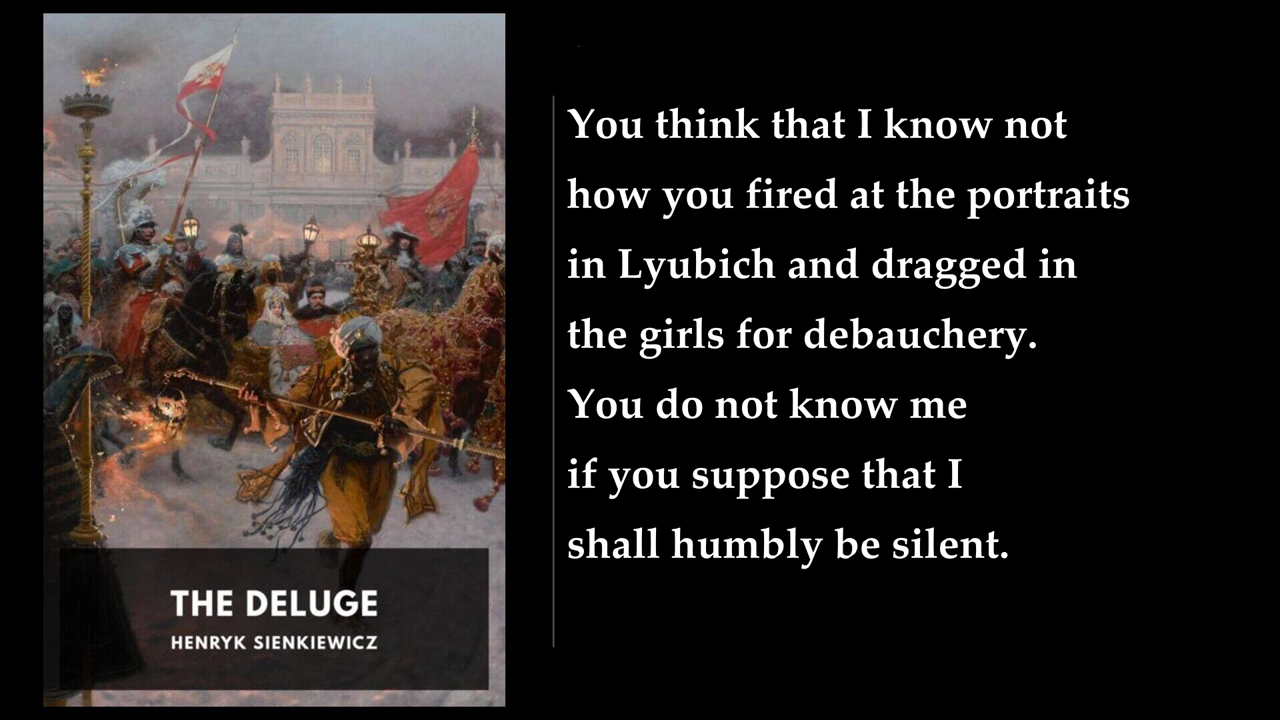 THE DELUGE
HENRYK SIENKIEWICZ
You think that I know not
how you fired at the portraits
in Lyubich and dragged in
the girls for debauchery.
You do not know me
if you suppose that I
shall humbly be silent.